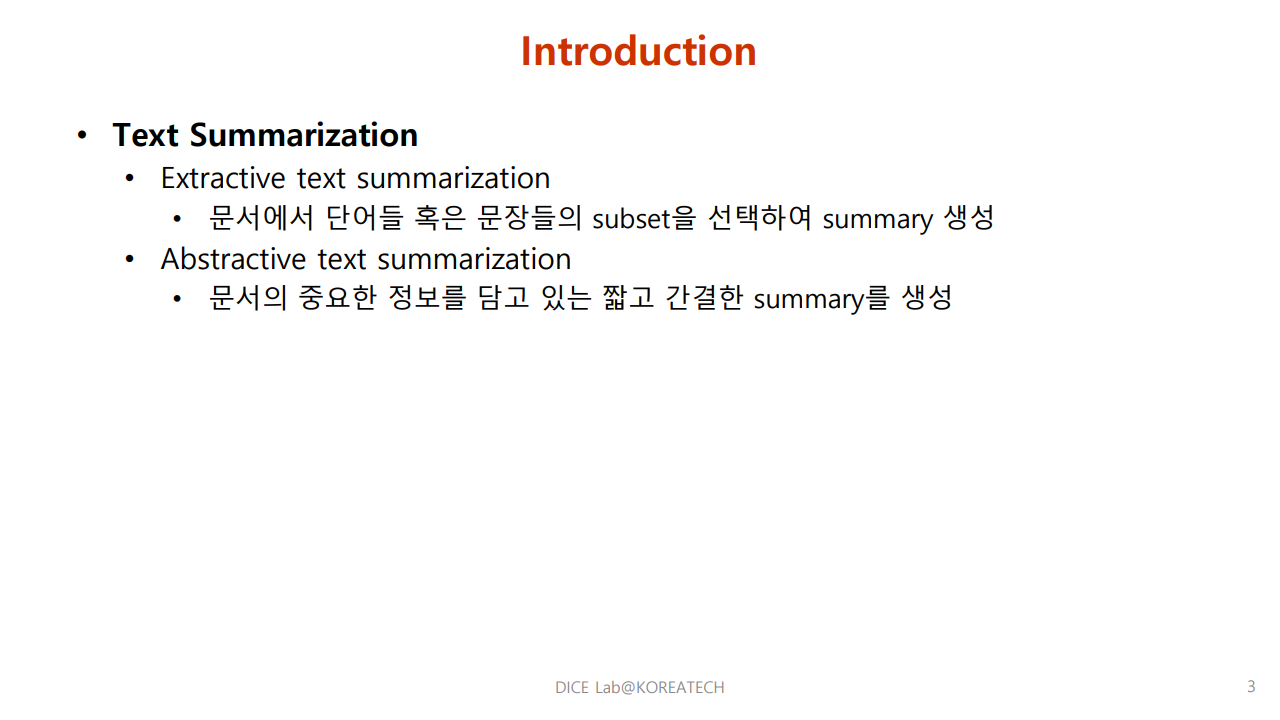 Introduction
• Text Summarization
• Extractive text summarization
• 문서에서 단어들 혹은 문장들의 subset을 선택하여 summary 생성
• Abstractive text summarization
• 문서의 중요한 정보를 담고 있는 짧고 간결한 summary를 생성
DICE Lab@KOREATECH
3